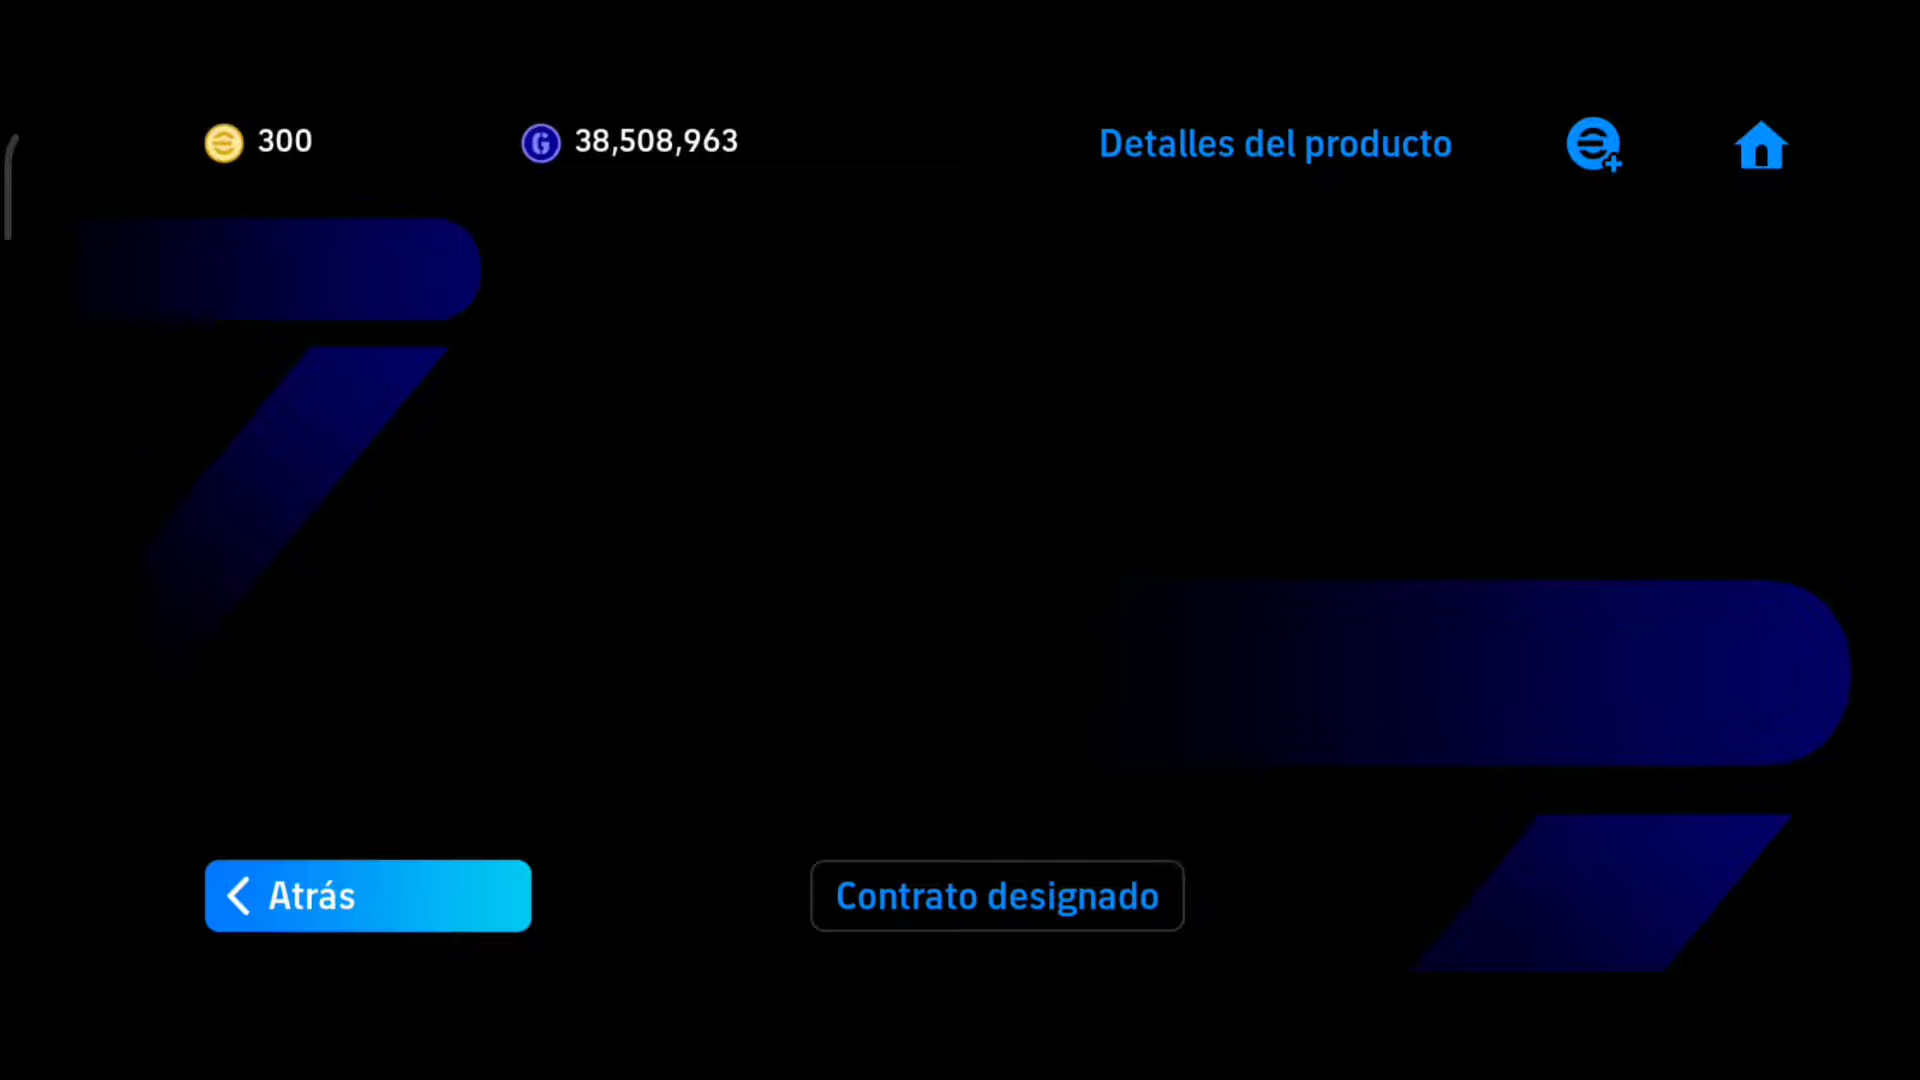 300
38,508,963
Detalles del producto
Atrás
Contrato designado